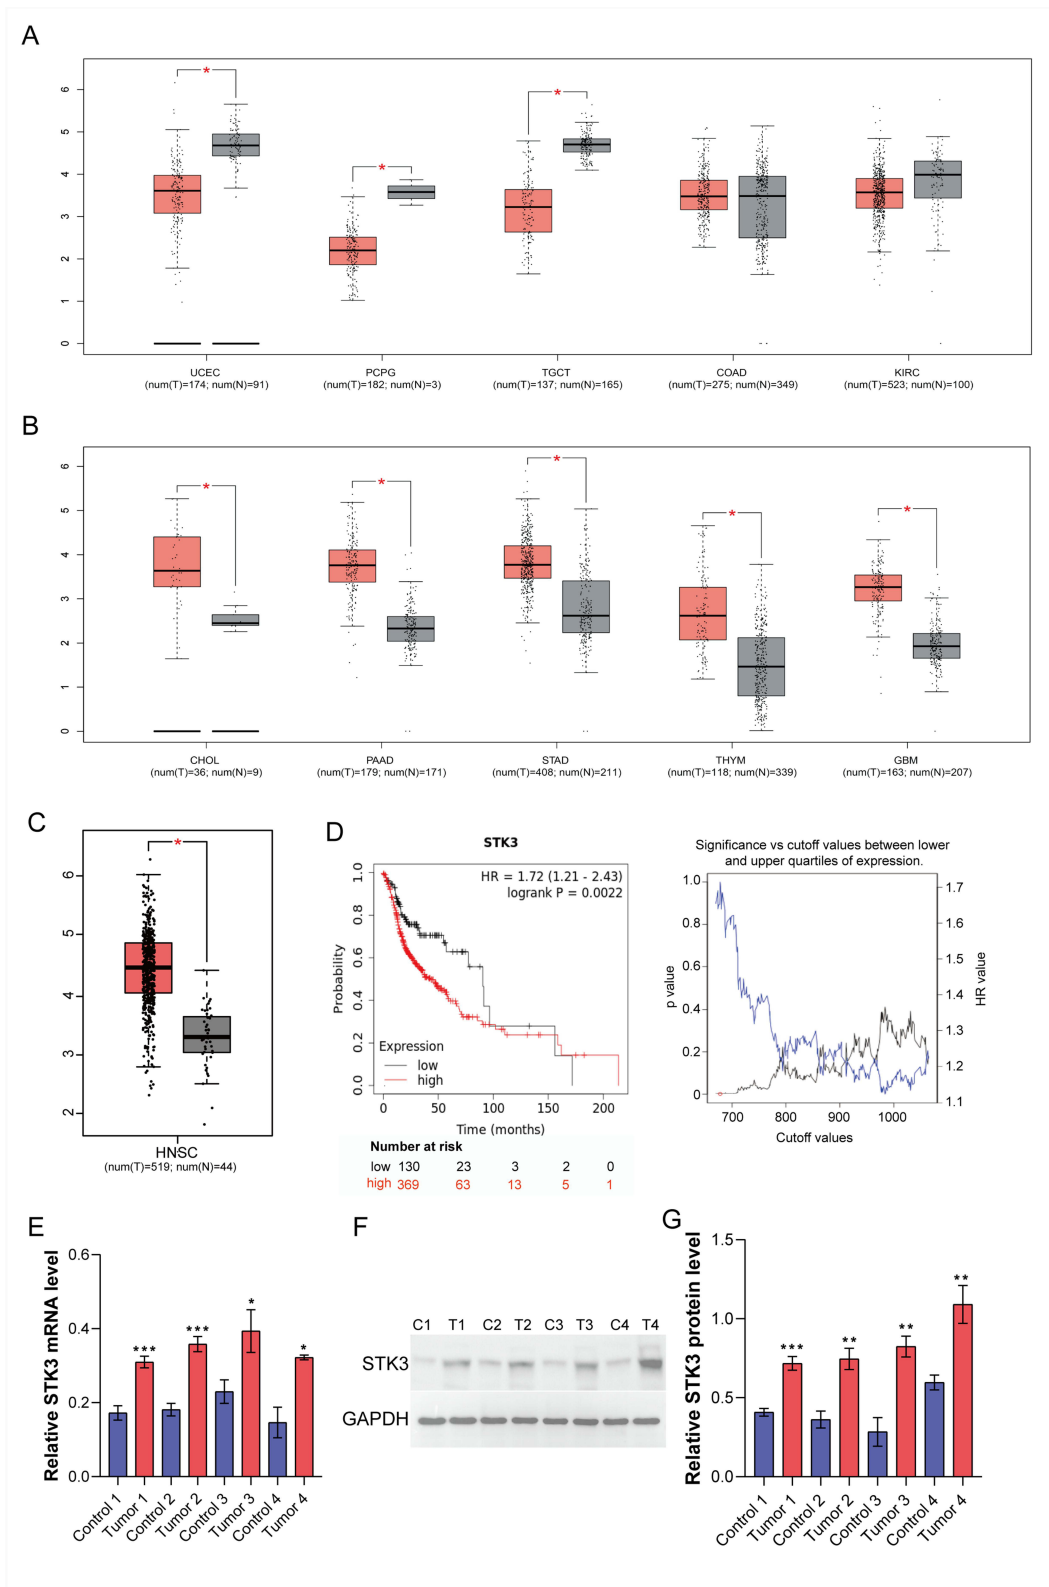 A
*
*
*
0 1 2 3 4 5 6
UCEC
(num(T)=174; num(N)=91)
PCPG
(num(T)=182; num(N)=3)
TGCT
(num(T)=137; num(N)=165)
COAD
(num(T)=275; num(N)=349)
KIRC
(num(T)=523; num(N)=100)
B
*
*
*
*
*
0 1 2 3 4 5 6
CHOL
(num(T)=36; num(N)=9)
PAAD
(num(T)=179; num(N)=171)
STAD
(num(T)=408; num(N)=211)
THYM
(num(T)=118; num(N)=339)
GBM
(num(T)=163; num(N)=207)
C
*
2 3 4 5 6
HNSC
(num(T)=519; num(N)=44)
D
STK3
HR = 1.72 (1.21 - 2.43)
logrank P = 0.0022
Probability
0.0 0.2 0.4 0.6 0.8 1.0
Expression
low
high
0 50 100 150 200
Time (months)
Number at risk
low 130 23 3 2 0
high 369 63 13 5 1
Significance vs cutoff values between lower
and upper quartiles of expression.
p value
1.0
0.8
0.6
0.4
0.2
0
HR value
1.7
1.6
1.5
1.4
1.3
1.2
1.1
700 800 900 1000
Cutoff values
E
Relative STK3 mRNA level
0.6
0.4
0.2
0.0
*** *** * *
Control 1
Tumor 1
Control 2
Tumor 2
Control 3
Tumor 3
Control 4
Tumor 4
F
C1 T1 C2 T2 C3 T3 C4 T4
STK3
GAPDH
G
Relative STK3 protein level
1.5
1.0
0.5
0.0
*** ** ** **
Control 1
Tumor 1
Control 2
Tumor 2
Control 3
Tumor 3
Control 4
Tumor 4